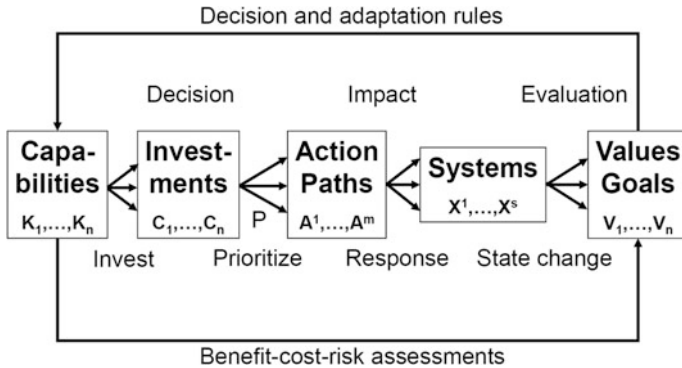 Decision and adaptation rules
Decision
Impact
Evaluation
Capa-
bilities
K₁,...,Kₙ
Invest-
ments
C₁,...,Cₙ
Action
Paths
A¹,...,Aᵐ
Systems
X¹,...,Xˢ
Values
Goals
V₁,...,Vₙ
P
Invest
Prioritize
Response
State change
Benefit-cost-risk assessments